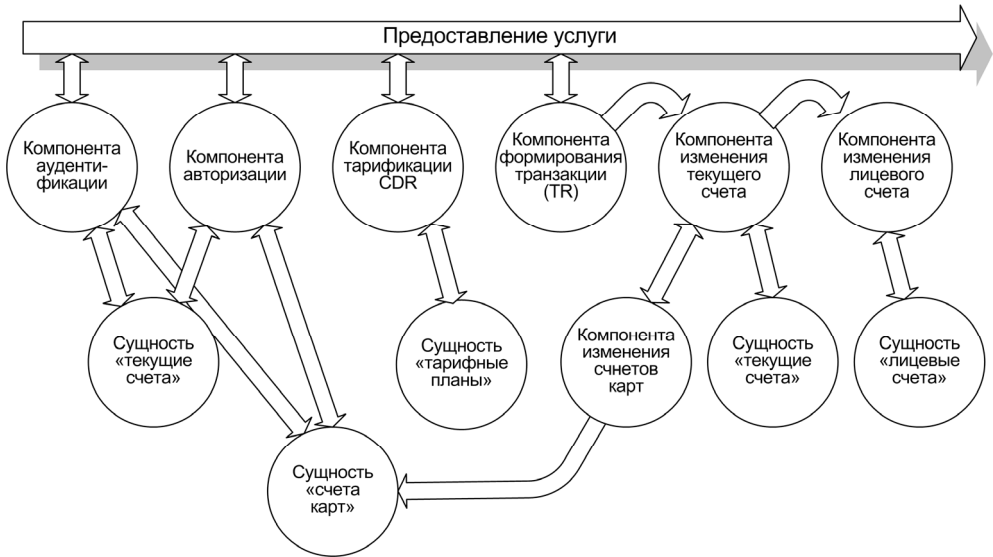 Предоставление услуги
Компонента
ауденти-
фикации
Компонента
авторизации
Компонента
тарификации
CDR
Компонента
формирования
транзакции
(TR)
Компонента
изменения
текущего
счета
Компонента
изменения
лицевого
счета
Сущность
«текущие
счета»
Сущность
«тарифные
планы»
Компонента
изменения
счнетов
карт
Сущность
«текущие
счета»
Сущность
«лицевые
счета»
Сущность
«счета
карт»